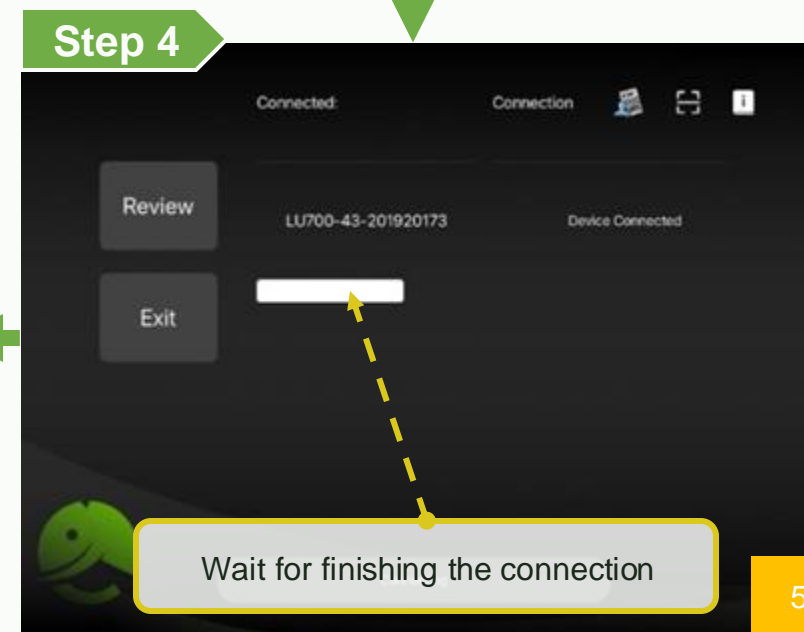 Step 4
Connected:
Connection
i
Review
LU700-43-201920173
Device Connected
Exit
Wait for finishing the connection
5